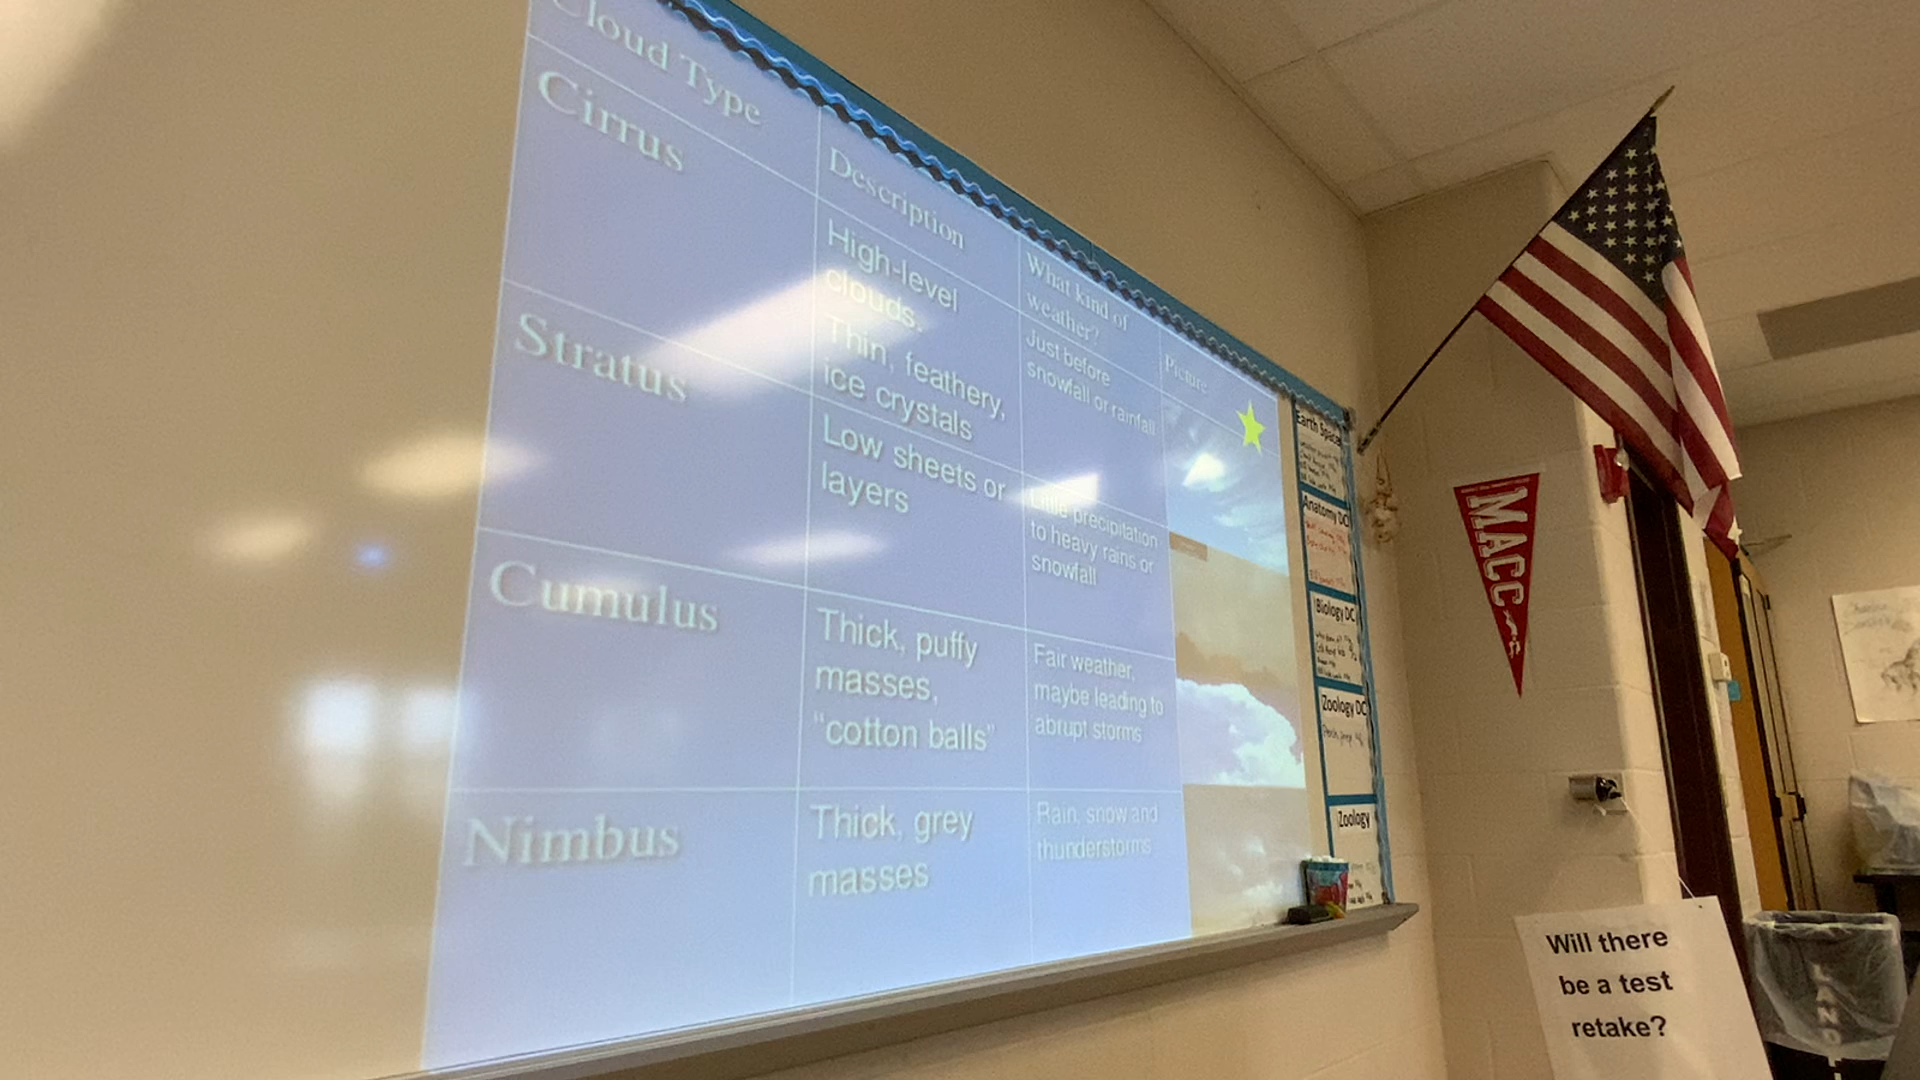 Cloud Type
Description
What kind of
weather?
Picture
Cirrus
High-level
clouds.
Thin, feathery,
ice crystals
Just before
snowfall or rainfall
Stratus
Low sheets or
layers
Little precipitation
to heavy rains or
snowfall
Cumulus
Thick, puffy
masses,
"cotton balls"
Fair weather,
maybe leading to
abrupt storms
Nimbus
Thick, grey
masses
Rain, snow and
thunderstorms
Earth Space
Anatomy DC
Biology DC
Zoology DC
Zoology
MACC
Will there
be a test
retake?